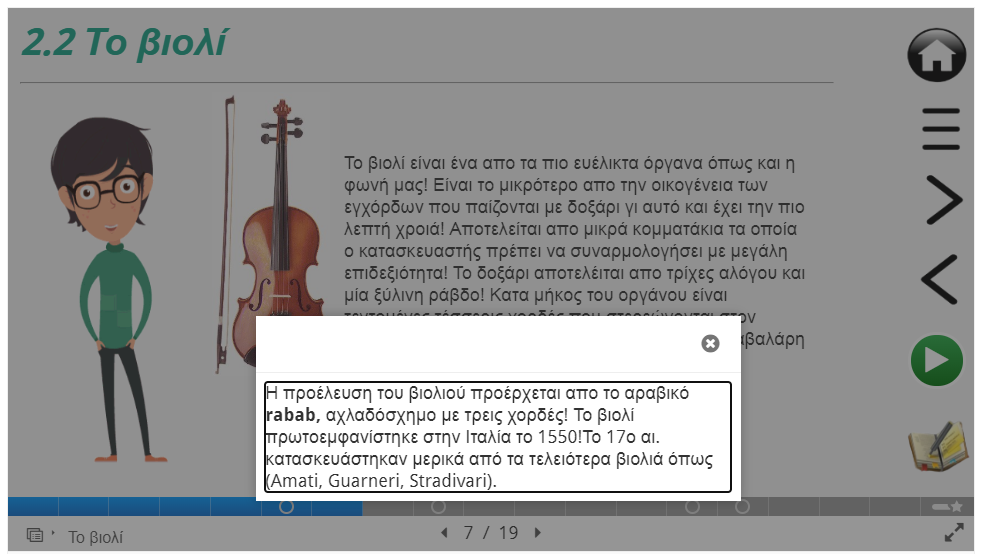 2.2 Το βιολί
Το βιολί είναι ένα απο τα πιο ευέλικτα όργανα όπως και η
φωνή μας! Είναι το μικρότερο απο την οικογένεια των
εγχόρδων που παίζονται με δοξάρι γι αυτό και έχει την πιο
λεπτή χροιά! Αποτελείται απο μικρά κομματάκια τα οποία
ο κατασκευαστής πρέπει να συναρμολογήσει με μεγάλη
επιδεξιότητα! Το δοξάρι αποτελέιται απο τρίχες αλόγου και
μία ξύλινη ράβδο! Κατα μήκος του οργάνου είναι
Η προέλευση του βιολιού προέρχεται απο το αραβικό
rabab, αχλαδόσχημο με τρεις χορδές! Το βιολί
πρωτοεμφανίστηκε στην Ιταλία το 1550!Το 17ο αι.
κατασκευάστηκαν μερικά από τα τελειότερα βιολιά όπως
(Amati, Guarneri, Stradivari).
Το βιολί
7 / 19